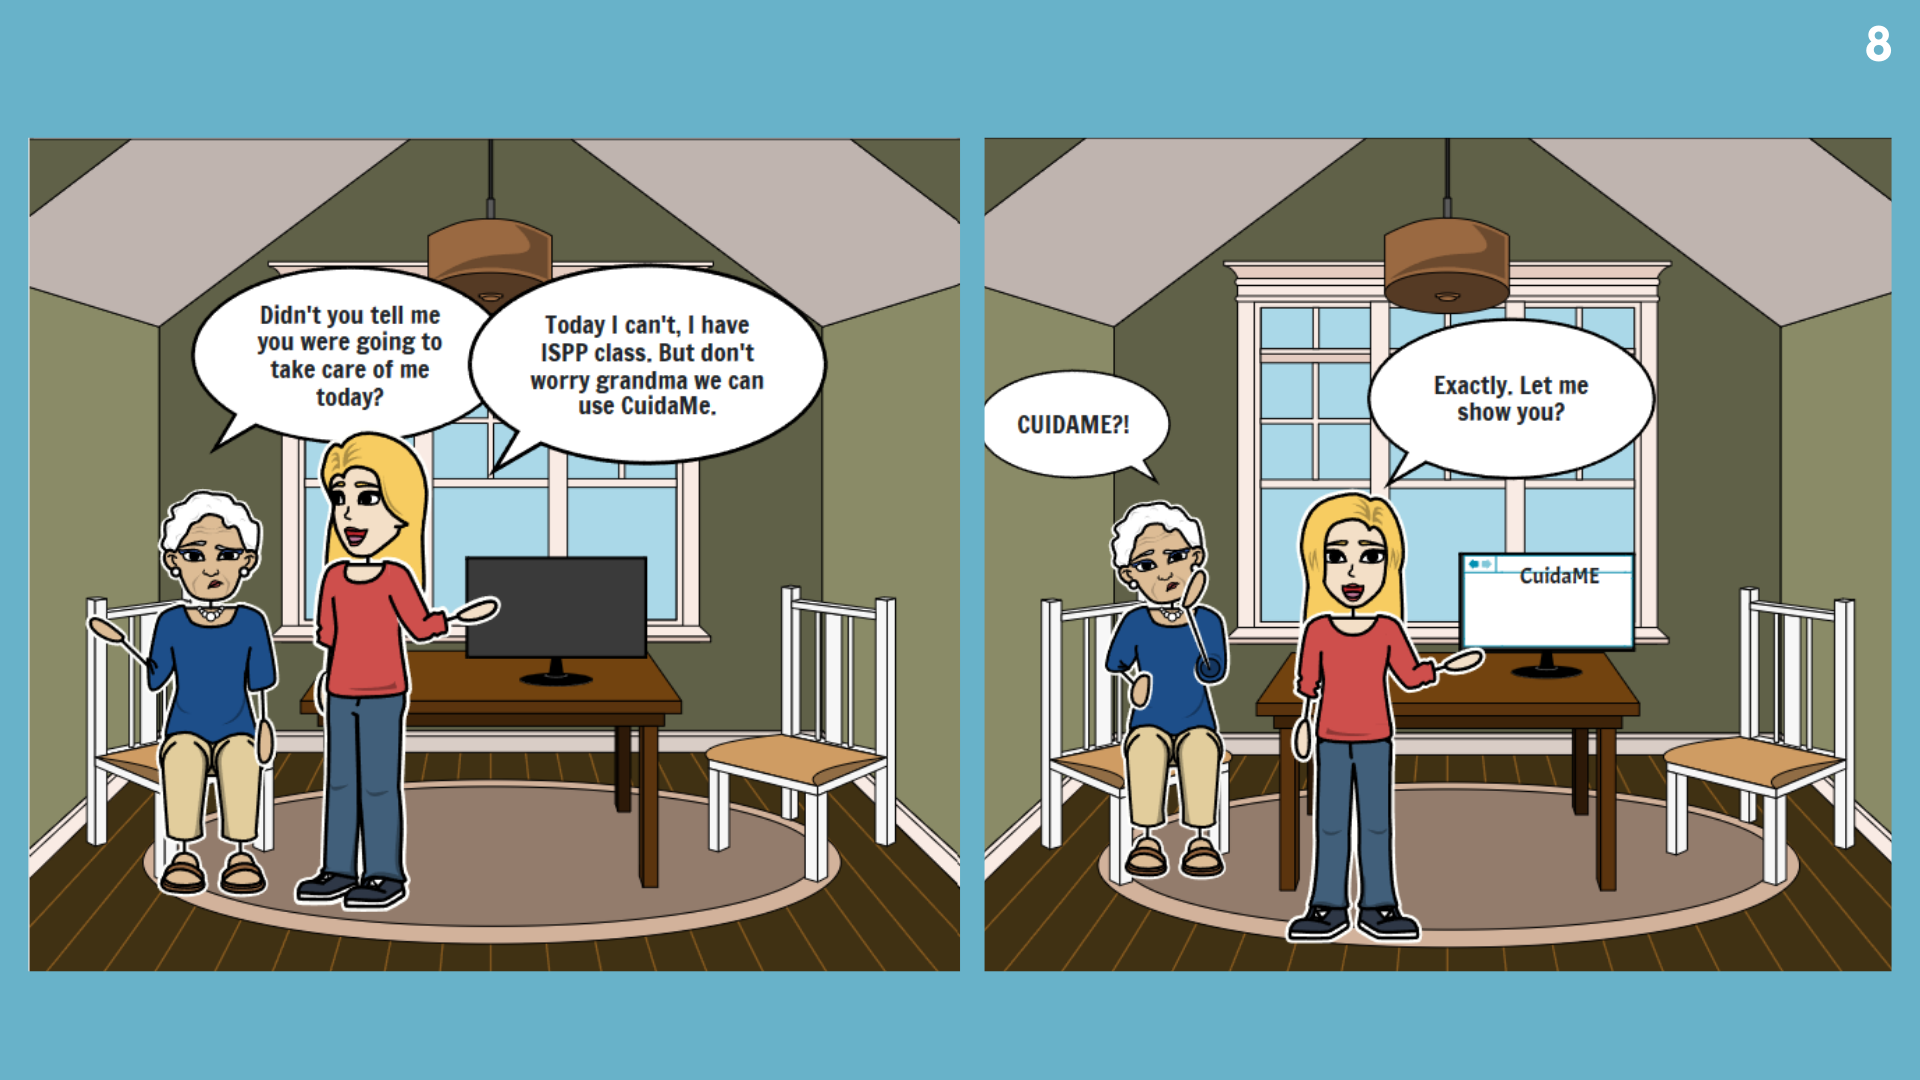 8
Didn't you tell me
you were going to
take care of me
today?
Today I can't, I have
ISPP class. But don't
worry grandma we can
use CuidaMe.
CUIDAME?!
Exactly. Let me
show you?
CuidaME